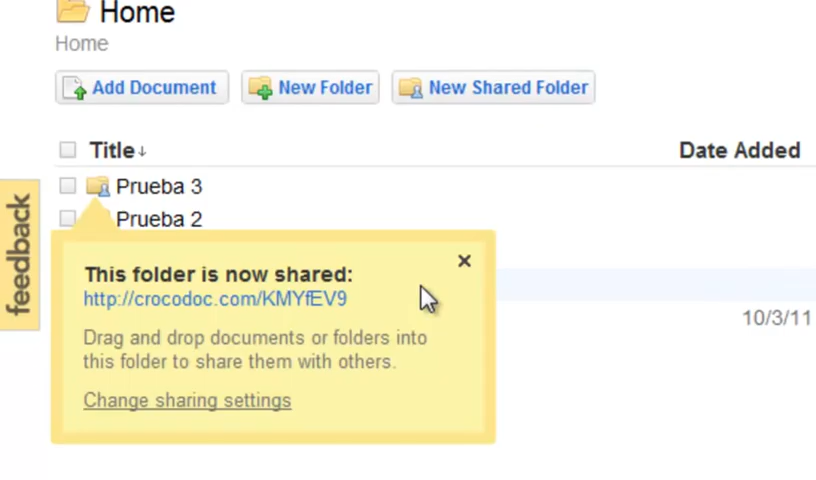 Home
Home
Add Document New Folder New Shared Folder
Title↓ Date Added
Prueba 3
Prueba 2
feedback
This folder is now shared:
http://crocodoc.com/KMYfEV9
Drag and drop documents or folders into
this folder to share them with others.
Change sharing settings
10/3/11